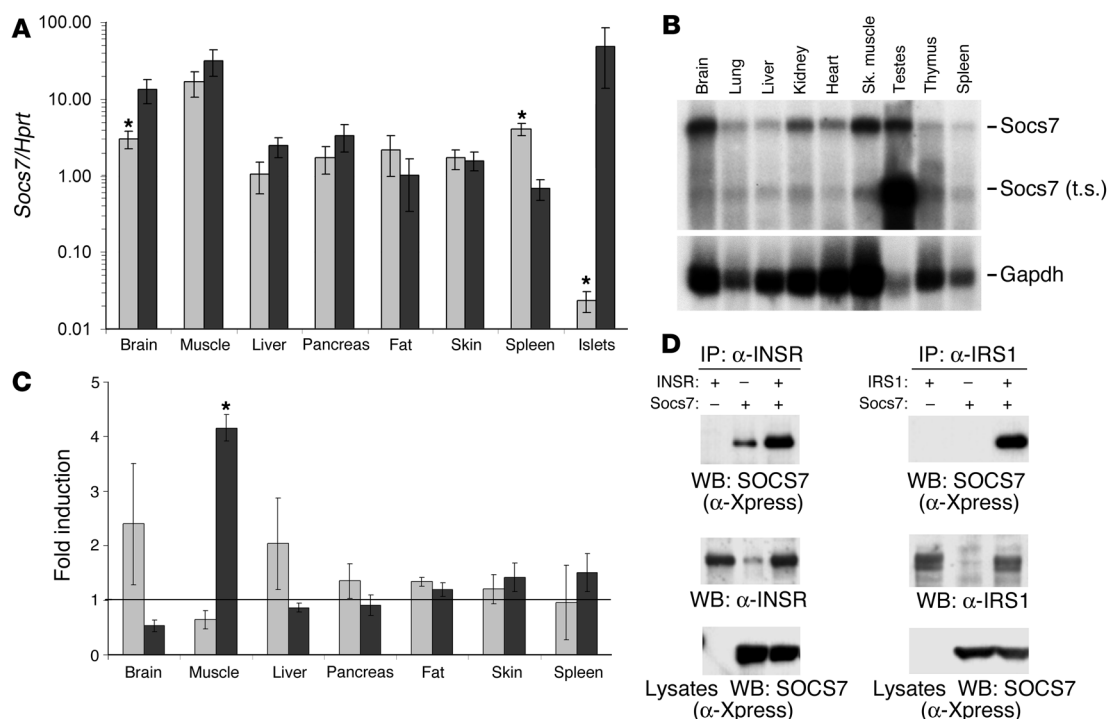 A
Socs7/Hprt
100.00
10.00
1.00
0.10
0.01
*
*
*
Brain Muscle Liver Pancreas Fat Skin Spleen Islets
B
Brain Lung Liver Kidney Heart Sk. muscle Testes Thymus Spleen
Socs7
Socs7 (t.s.)
Gapdh
C
Fold induction
5
4
3
2
1
0
*
Brain Muscle Liver Pancreas Fat Skin Spleen
D
IP: α-INSR
INSR: + – +
Socs7: – + +
WB: SOCS7
(α-Xpress)
WB: α-INSR
Lysates WB: SOCS7
(α-Xpress)
IP: α-IRS1
IRS1: + – +
Socs7: – + +
WB: SOCS7
(α-Xpress)
WB: α-IRS1
Lysates WB: SOCS7
(α-Xpress)